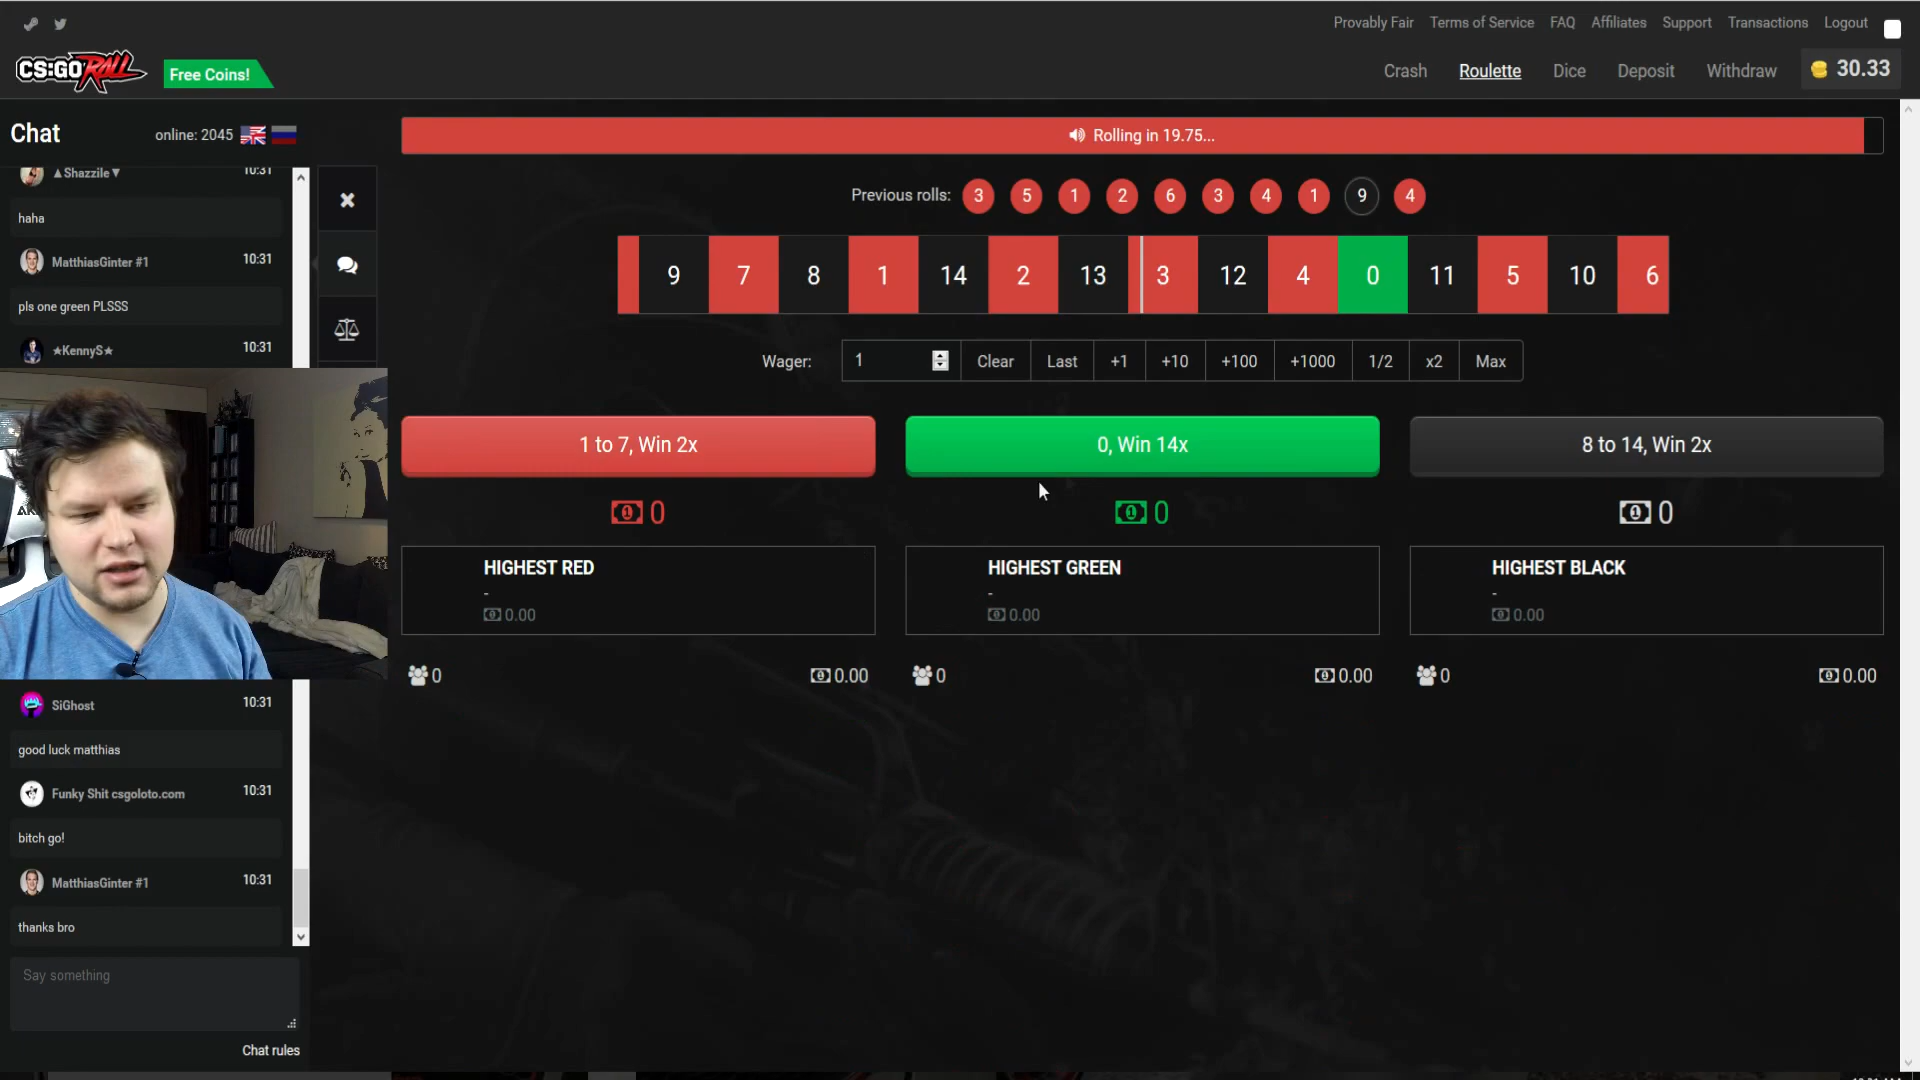 Provably Fair Terms of Service FAQ Affiliates Support Transactions Logout
CS:GO ROLL
Free Coins!
Crash Roulette Dice Deposit Withdraw 30.33
Chat
online: 2045
Rolling in 19.75...
▲Shazzile▼ 10:31
haha
MatthiasGinter #1 10:31
pls one green PLSSS
★KennyS★ 10:31
Previous rolls: 3 5 1 2 6 3 4 1 9 4
9 7 8 1 14 2 13 3 12 4 0 11 5 10 6
Wager: 1 Clear Last +1 +10 +100 +1000 1/2 x2 Max
1 to 7, Win 2x
0, Win 14x
8 to 14, Win 2x
0
0
0
HIGHEST RED
-
0.00
HIGHEST GREEN
-
0.00
HIGHEST BLACK
-
0.00
0 0.00
0 0.00
0 0.00
SiGhost 10:31
good luck matthias
Funky Shit csgoloto.com 10:31
bitch go!
MatthiasGinter #1 10:31
thanks bro
Say something
Chat rules